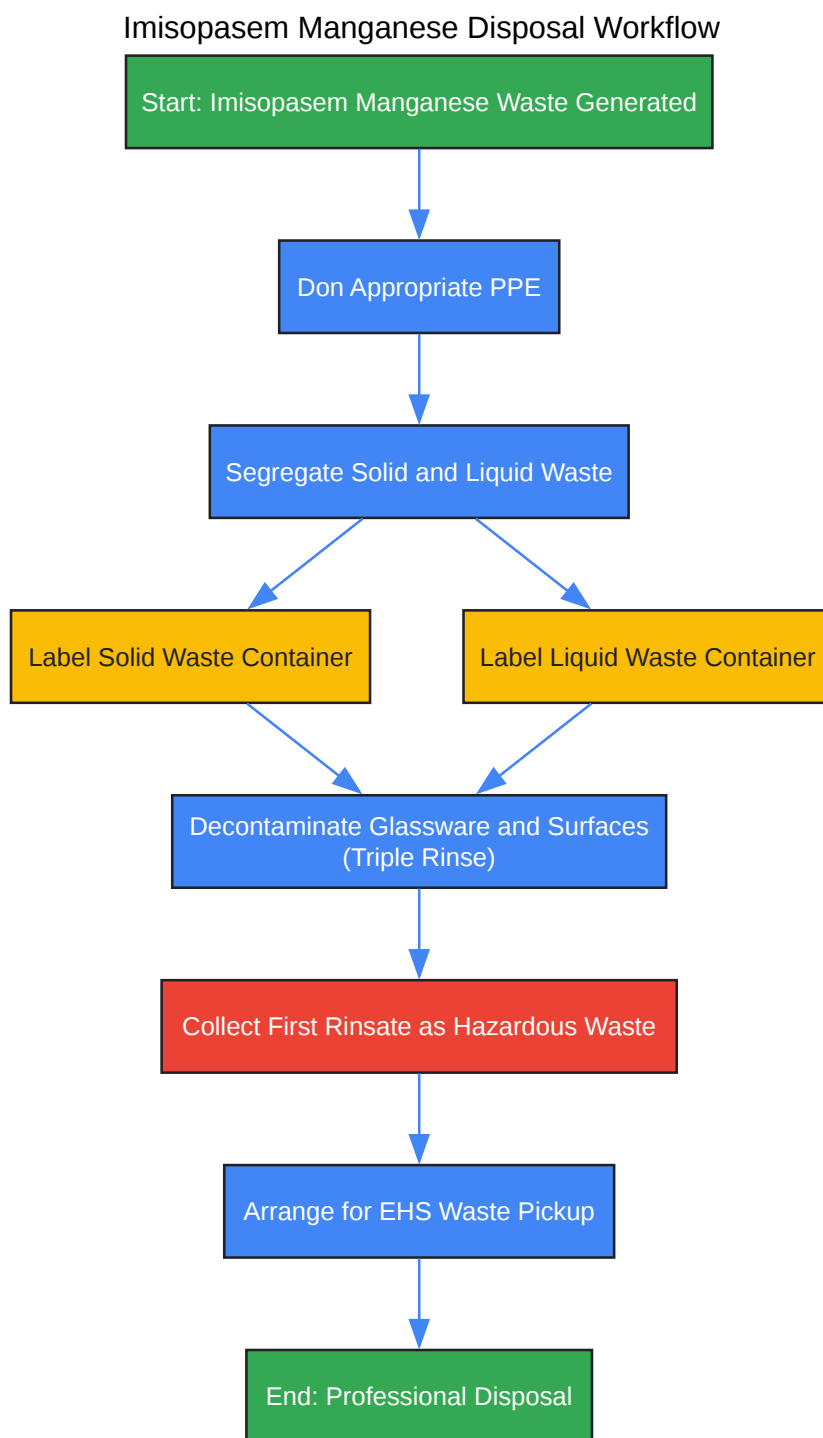 Imisopasem Manganese Disposal Workflow
Start: Imisopasem Manganese Waste Generated
Don Appropriate PPE
Segregate Solid and Liquid Waste
Label Solid Waste Container
Label Liquid Waste Container
Decontaminate Glassware and Surfaces
(Triple Rinse)
Collect First Rinsate as Hazardous Waste
Arrange for EHS Waste Pickup
End: Professional Disposal